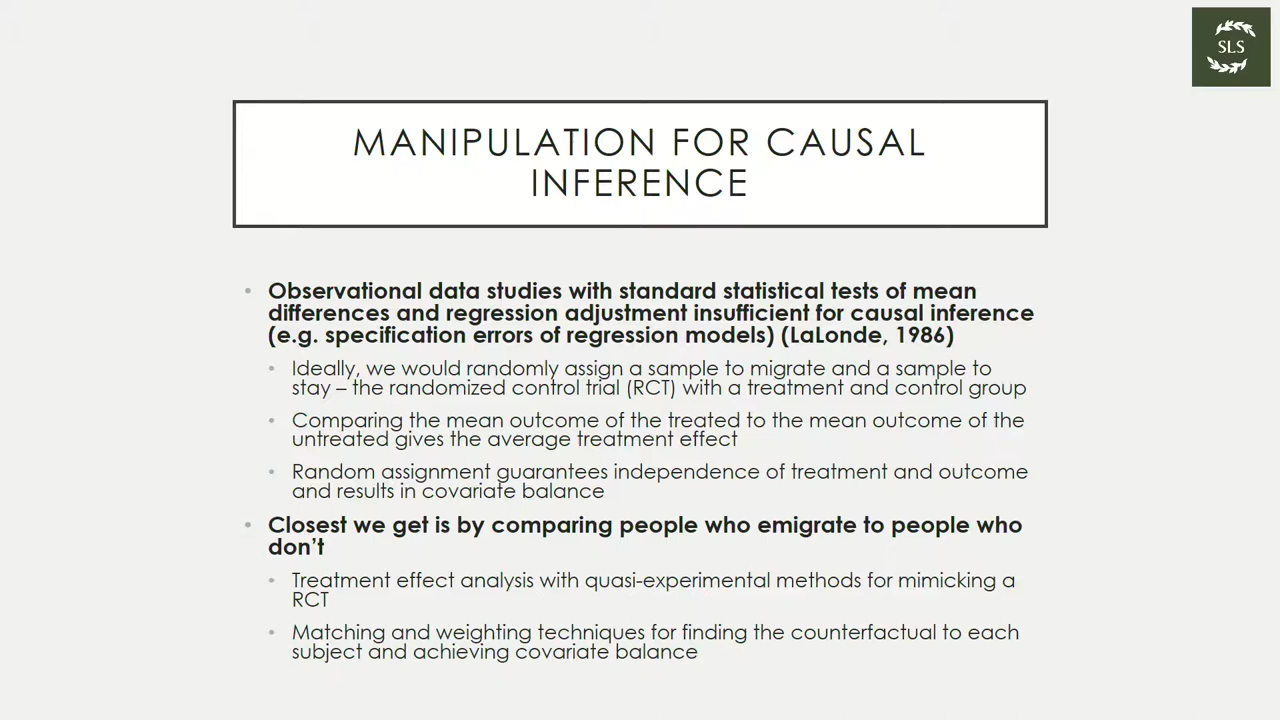 SLS
MANIPULATION FOR CAUSAL
INFERENCE
• Observational data studies with standard statistical tests of mean
differences and regression adjustment insufficient for causal inference
(e.g. specification errors of regression models) (LaLonde, 1986)
• Ideally, we would randomly assign a sample to migrate and a sample to
stay – the randomized control trial (RCT) with a treatment and control group
• Comparing the mean outcome of the treated to the mean outcome of the
untreated gives the average treatment effect
• Random assignment guarantees independence of treatment and outcome
and results in covariate balance
• Closest we get is by comparing people who emigrate to people who
don’t
• Treatment effect analysis with quasi-experimental methods for mimicking a
RCT
• Matching and weighting techniques for finding the counterfactual to each
subject and achieving covariate balance